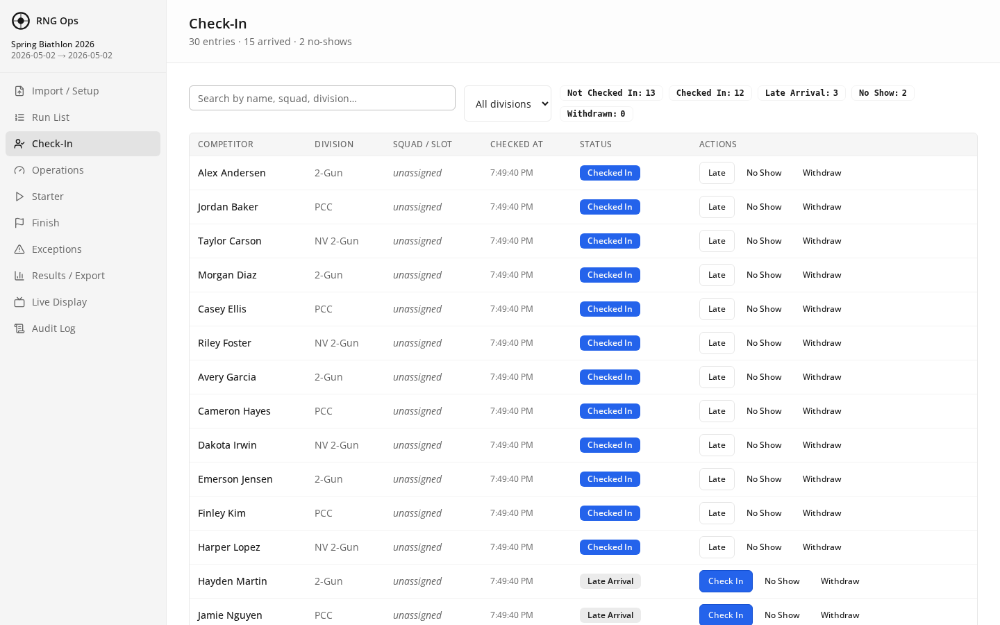 RNG Ops
Spring Biathlon 2026
2026-05-02 → 2026-05-02
Import / Setup
Run List
Check-In
Operations
Starter
Finish
Exceptions
Results / Export
Live Display
Audit Log
Check-In
30 entries · 15 arrived · 2 no-shows
Search by name, squad, division...
All divisions
Not Checked In: 13 Checked In: 12 Late Arrival: 3 No Show: 2
Withdrawn: 0
COMPETITOR DIVISION SQUAD / SLOT CHECKED AT STATUS ACTIONS
Alex Andersen 2-Gun unassigned 7:49:40 PM Checked In Late No Show Withdraw
Jordan Baker PCC unassigned 7:49:40 PM Checked In Late No Show Withdraw
Taylor Carson NV 2-Gun unassigned 7:49:40 PM Checked In Late No Show Withdraw
Morgan Diaz 2-Gun unassigned 7:49:40 PM Checked In Late No Show Withdraw
Casey Ellis PCC unassigned 7:49:40 PM Checked In Late No Show Withdraw
Riley Foster NV 2-Gun unassigned 7:49:40 PM Checked In Late No Show Withdraw
Avery Garcia 2-Gun unassigned 7:49:40 PM Checked In Late No Show Withdraw
Cameron Hayes PCC unassigned 7:49:40 PM Checked In Late No Show Withdraw
Dakota Irwin NV 2-Gun unassigned 7:49:40 PM Checked In Late No Show Withdraw
Emerson Jensen 2-Gun unassigned 7:49:40 PM Checked In Late No Show Withdraw
Finley Kim PCC unassigned 7:49:40 PM Checked In Late No Show Withdraw
Harper Lopez NV 2-Gun unassigned 7:49:40 PM Checked In Late No Show Withdraw
Hayden Martin 2-Gun unassigned 7:49:40 PM Late Arrival Check In No Show Withdraw
Jamie Nguyen PCC unassigned 7:49:40 PM Late Arrival Check In No Show Withdraw